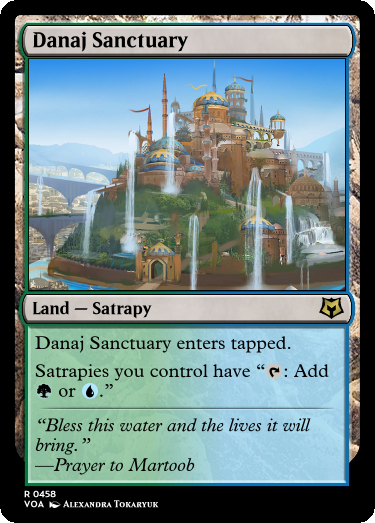 Danaj Sanctuary
Land — Satrapy
Danaj Sanctuary enters tapped.
Satrapies you control have “: Add
or .”
“Bless this water and the lives it will
bring.”
—Prayer to Martoob
R 0458
VOA Alexandra Tokaryuk